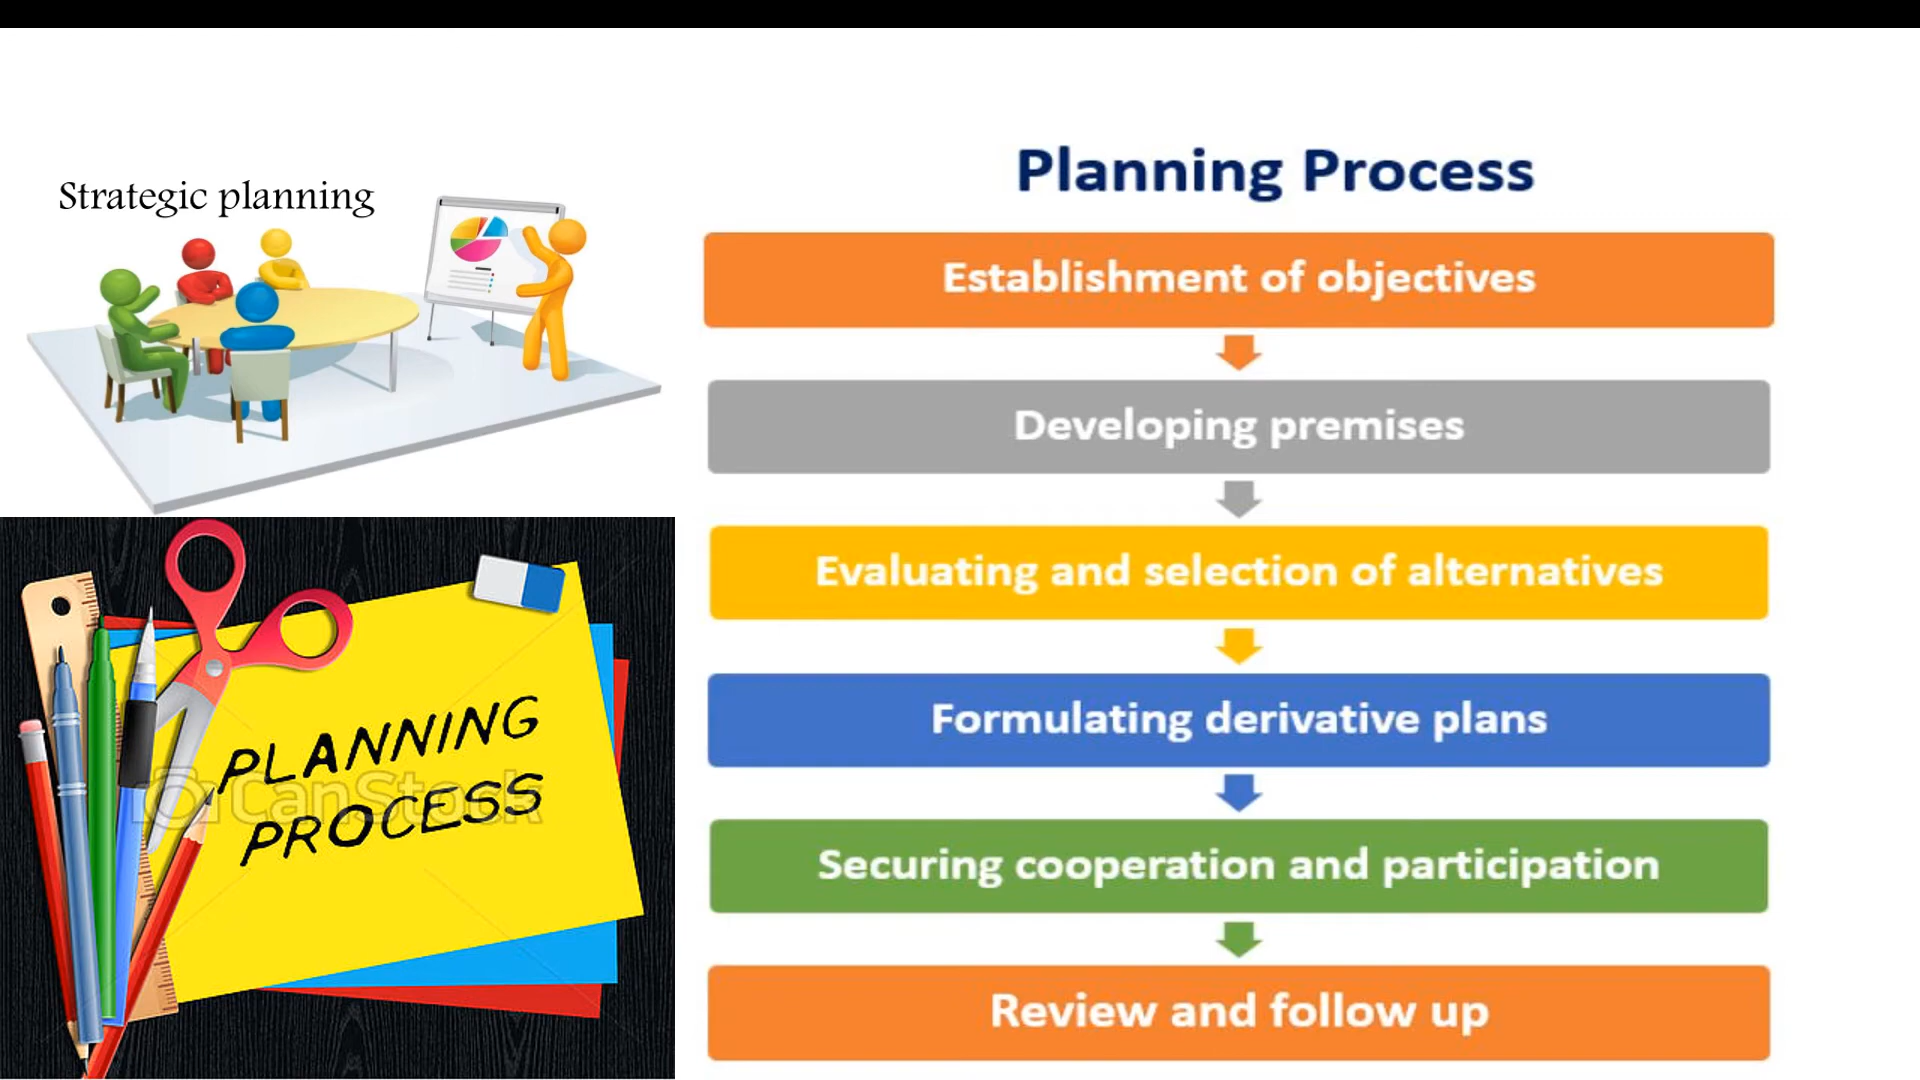 Strategic planning
PLANNING
PROCESS
CanStock
Planning Process
Establishment of objectives
Developing premises
Evaluating and selection of alternatives
Formulating derivative plans
Securing cooperation and participation
Review and follow up